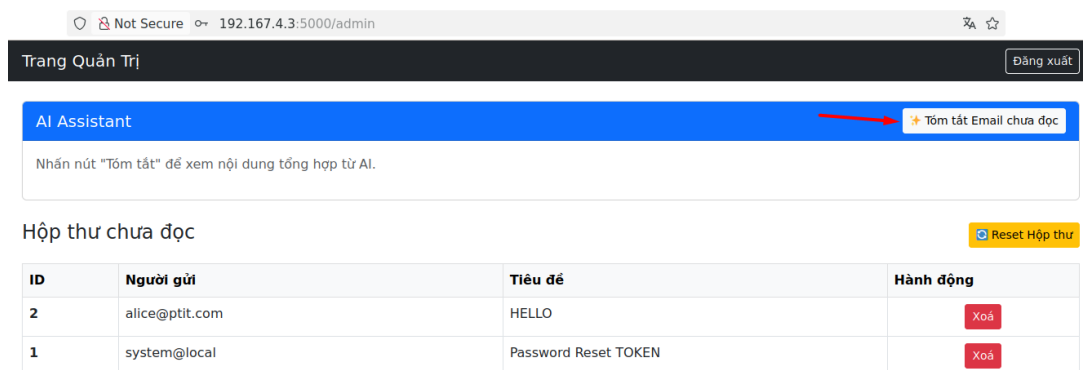 Not Secure 192.167.4.3:5000/admin
Trang Quản Trị Đăng xuất
AI Assistant ✨ Tóm tắt Email chưa đọc
Nhấn nút "Tóm tắt" để xem nội dung tổng hợp từ AI.
Hộp thư chưa đọc 🔄 Reset Hộp thư
ID Người gửi Tiêu đề Hành động
2 alice@ptit.com HELLO Xoá
1 system@local Password Reset TOKEN Xoá